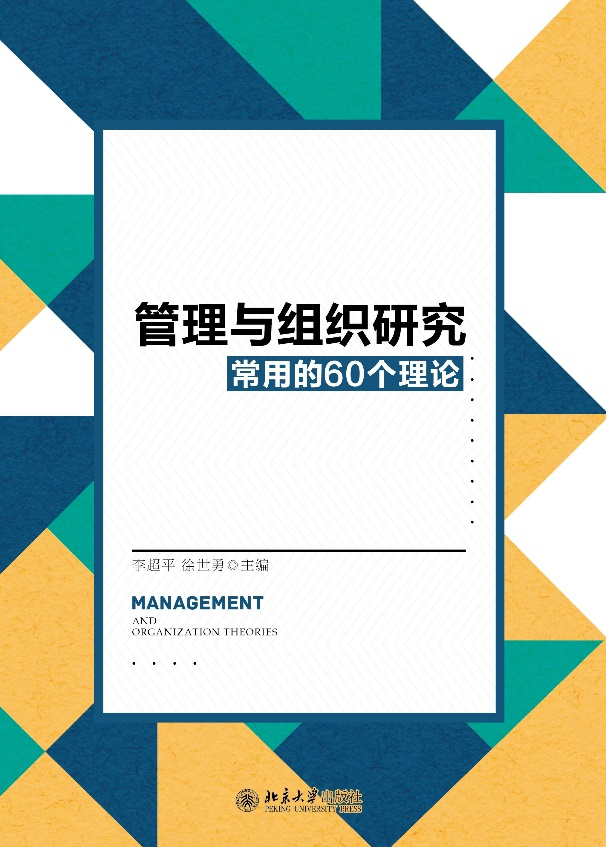 管理与组织研究
常用的60个理论
李超平 徐世勇◎主编
MANAGEMENT
AND
ORGANIZATION THEORIES
北京大学出版社
PEKING UNIVERSITY PRESS